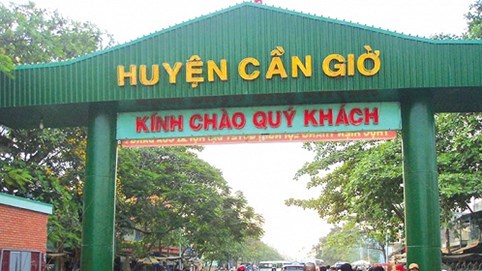 HUYỆN CẦN GIỜ
KÍNH CHÀO QUÝ KHÁCH